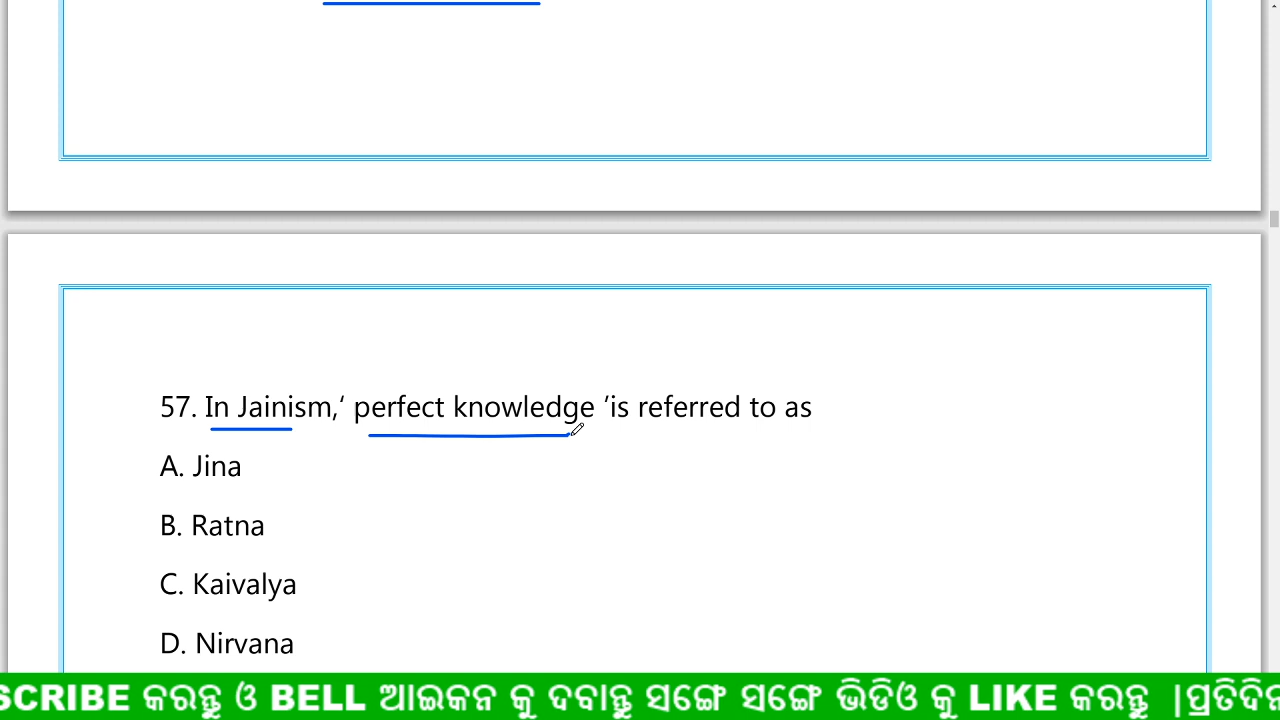 57. In Jainism,‘ perfect knowledge ’is referred to as
A. Jina
B. Ratna
C. Kaivalya
D. Nirvana
SCRIBE କରନ୍ତୁ ଓ BELL ଆଇକନ କୁ ଦବାନ୍ତୁ ସଙ୍ଗେ ସଙ୍ଗେ ଭିଡିଓ କୁ LIKE କରନ୍ତୁ |ପ୍ରତିଦିନ